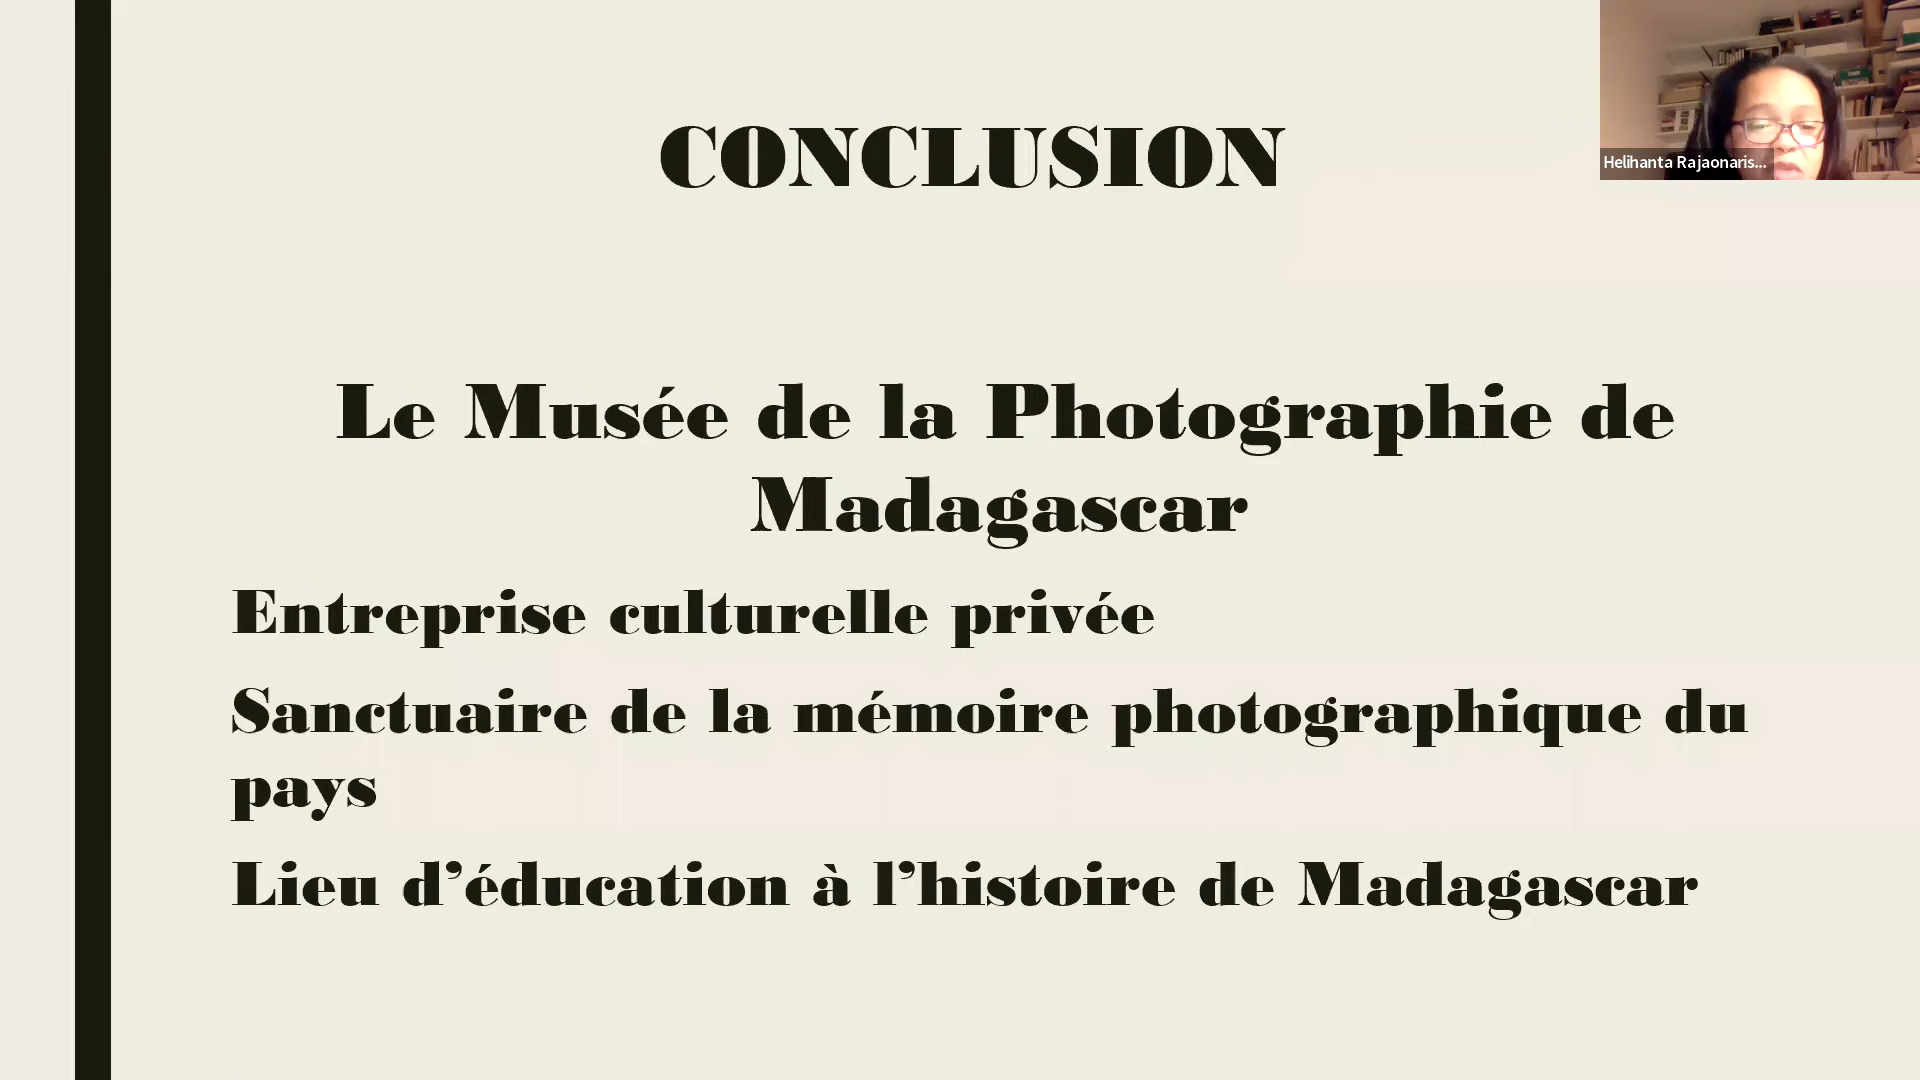 CONCLUSION
Helihanta Rajaonaris...
Le Musée de la Photographie de
Madagascar
Entreprise culturelle privée
Sanctuaire de la mémoire photographique du
pays
Lieu d’éducation à l’histoire de Madagascar